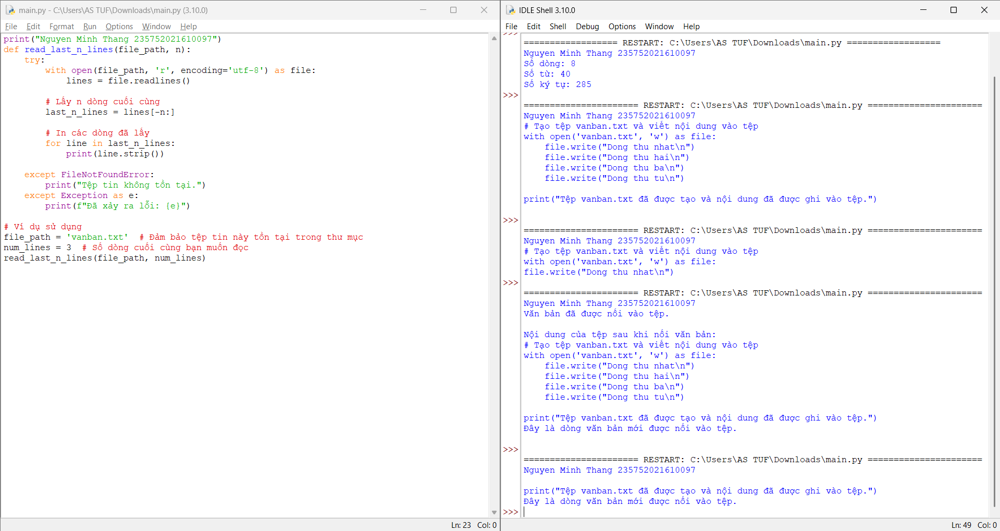 main.py - C:\Users\AS TUF\Downloads\main.py (3.10.0)
File Edit Format Run Options Window Help
print("Nguyen Minh Thang 235752021610097")
def read_last_n_lines(file_path, n):
    try:
        with open(file_path, 'r', encoding='utf-8') as file:
            lines = file.readlines()
        # Lấy n dòng cuối cùng
        last_n_lines = lines[-n:]
        # In các dòng đã lấy
        for line in last_n_lines:
            print(line.strip())
    except FileNotFoundError:
        print("Tệp tin không tồn tại.")
    except Exception as e:
        print(f"Đã xảy ra lỗi: {e}")
# Ví dụ sử dụng
file_path = 'vanban.txt'  # Đảm bảo tệp tin này tồn tại trong thư mục
num_lines = 3  # Số dòng cuối cùng bạn muốn đọc
read_last_n_lines(file_path, num_lines)
Ln: 23 Col: 0
IDLE Shell 3.10.0
File Edit Shell Debug Options Window Help
>>>
================== RESTART: C:\Users\AS TUF\Downloads\main.py ==================
Nguyen Minh Thang 235752021610097
Số dòng: 8
Số từ: 40
Số ký tự: 285
>>>
====================== RESTART: C:\Users\AS TUF\Downloads\main.py ======================
Nguyen Minh Thang 235752021610097
# Tạo tệp vanban.txt và viết nội dung vào tệp
with open('vanban.txt', 'w') as file:
    file.write("Dong thu nhat\n")
    file.write("Dong thu hai\n")
    file.write("Dong thu ba\n")
    file.write("Dong thu tu\n")
print("Tệp vanban.txt đã được tạo và nội dung đã được ghi vào tệp.")
>>>
====================== RESTART: C:\Users\AS TUF\Downloads\main.py ======================
Nguyen Minh Thang 235752021610097
# Tạo tệp vanban.txt và viết nội dung vào tệp
with open('vanban.txt', 'w') as file:
file.write("Dong thu nhat\n")
>>>
====================== RESTART: C:\Users\AS TUF\Downloads\main.py ======================
Nguyen Minh Thang 235752021610097
Văn bản đã được nối vào tệp.
Nội dung của tệp sau khi nối văn bản:
# Tạo tệp vanban.txt và viết nội dung vào tệp
with open('vanban.txt', 'w') as file:
    file.write("Dong thu nhat\n")
    file.write("Dong thu hai\n")
    file.write("Dong thu ba\n")
    file.write("Dong thu tu\n")
print("Tệp vanban.txt đã được tạo và nội dung đã được ghi vào tệp.")
Đây là dòng văn bản mới được nối vào tệp.
>>>
====================== RESTART: C:\Users\AS TUF\Downloads\main.py ======================
Nguyen Minh Thang 235752021610097
print("Tệp vanban.txt đã được tạo và nội dung đã được ghi vào tệp.")
Đây là dòng văn bản mới được nối vào tệp.
>>>
Ln: 49 Col: 0